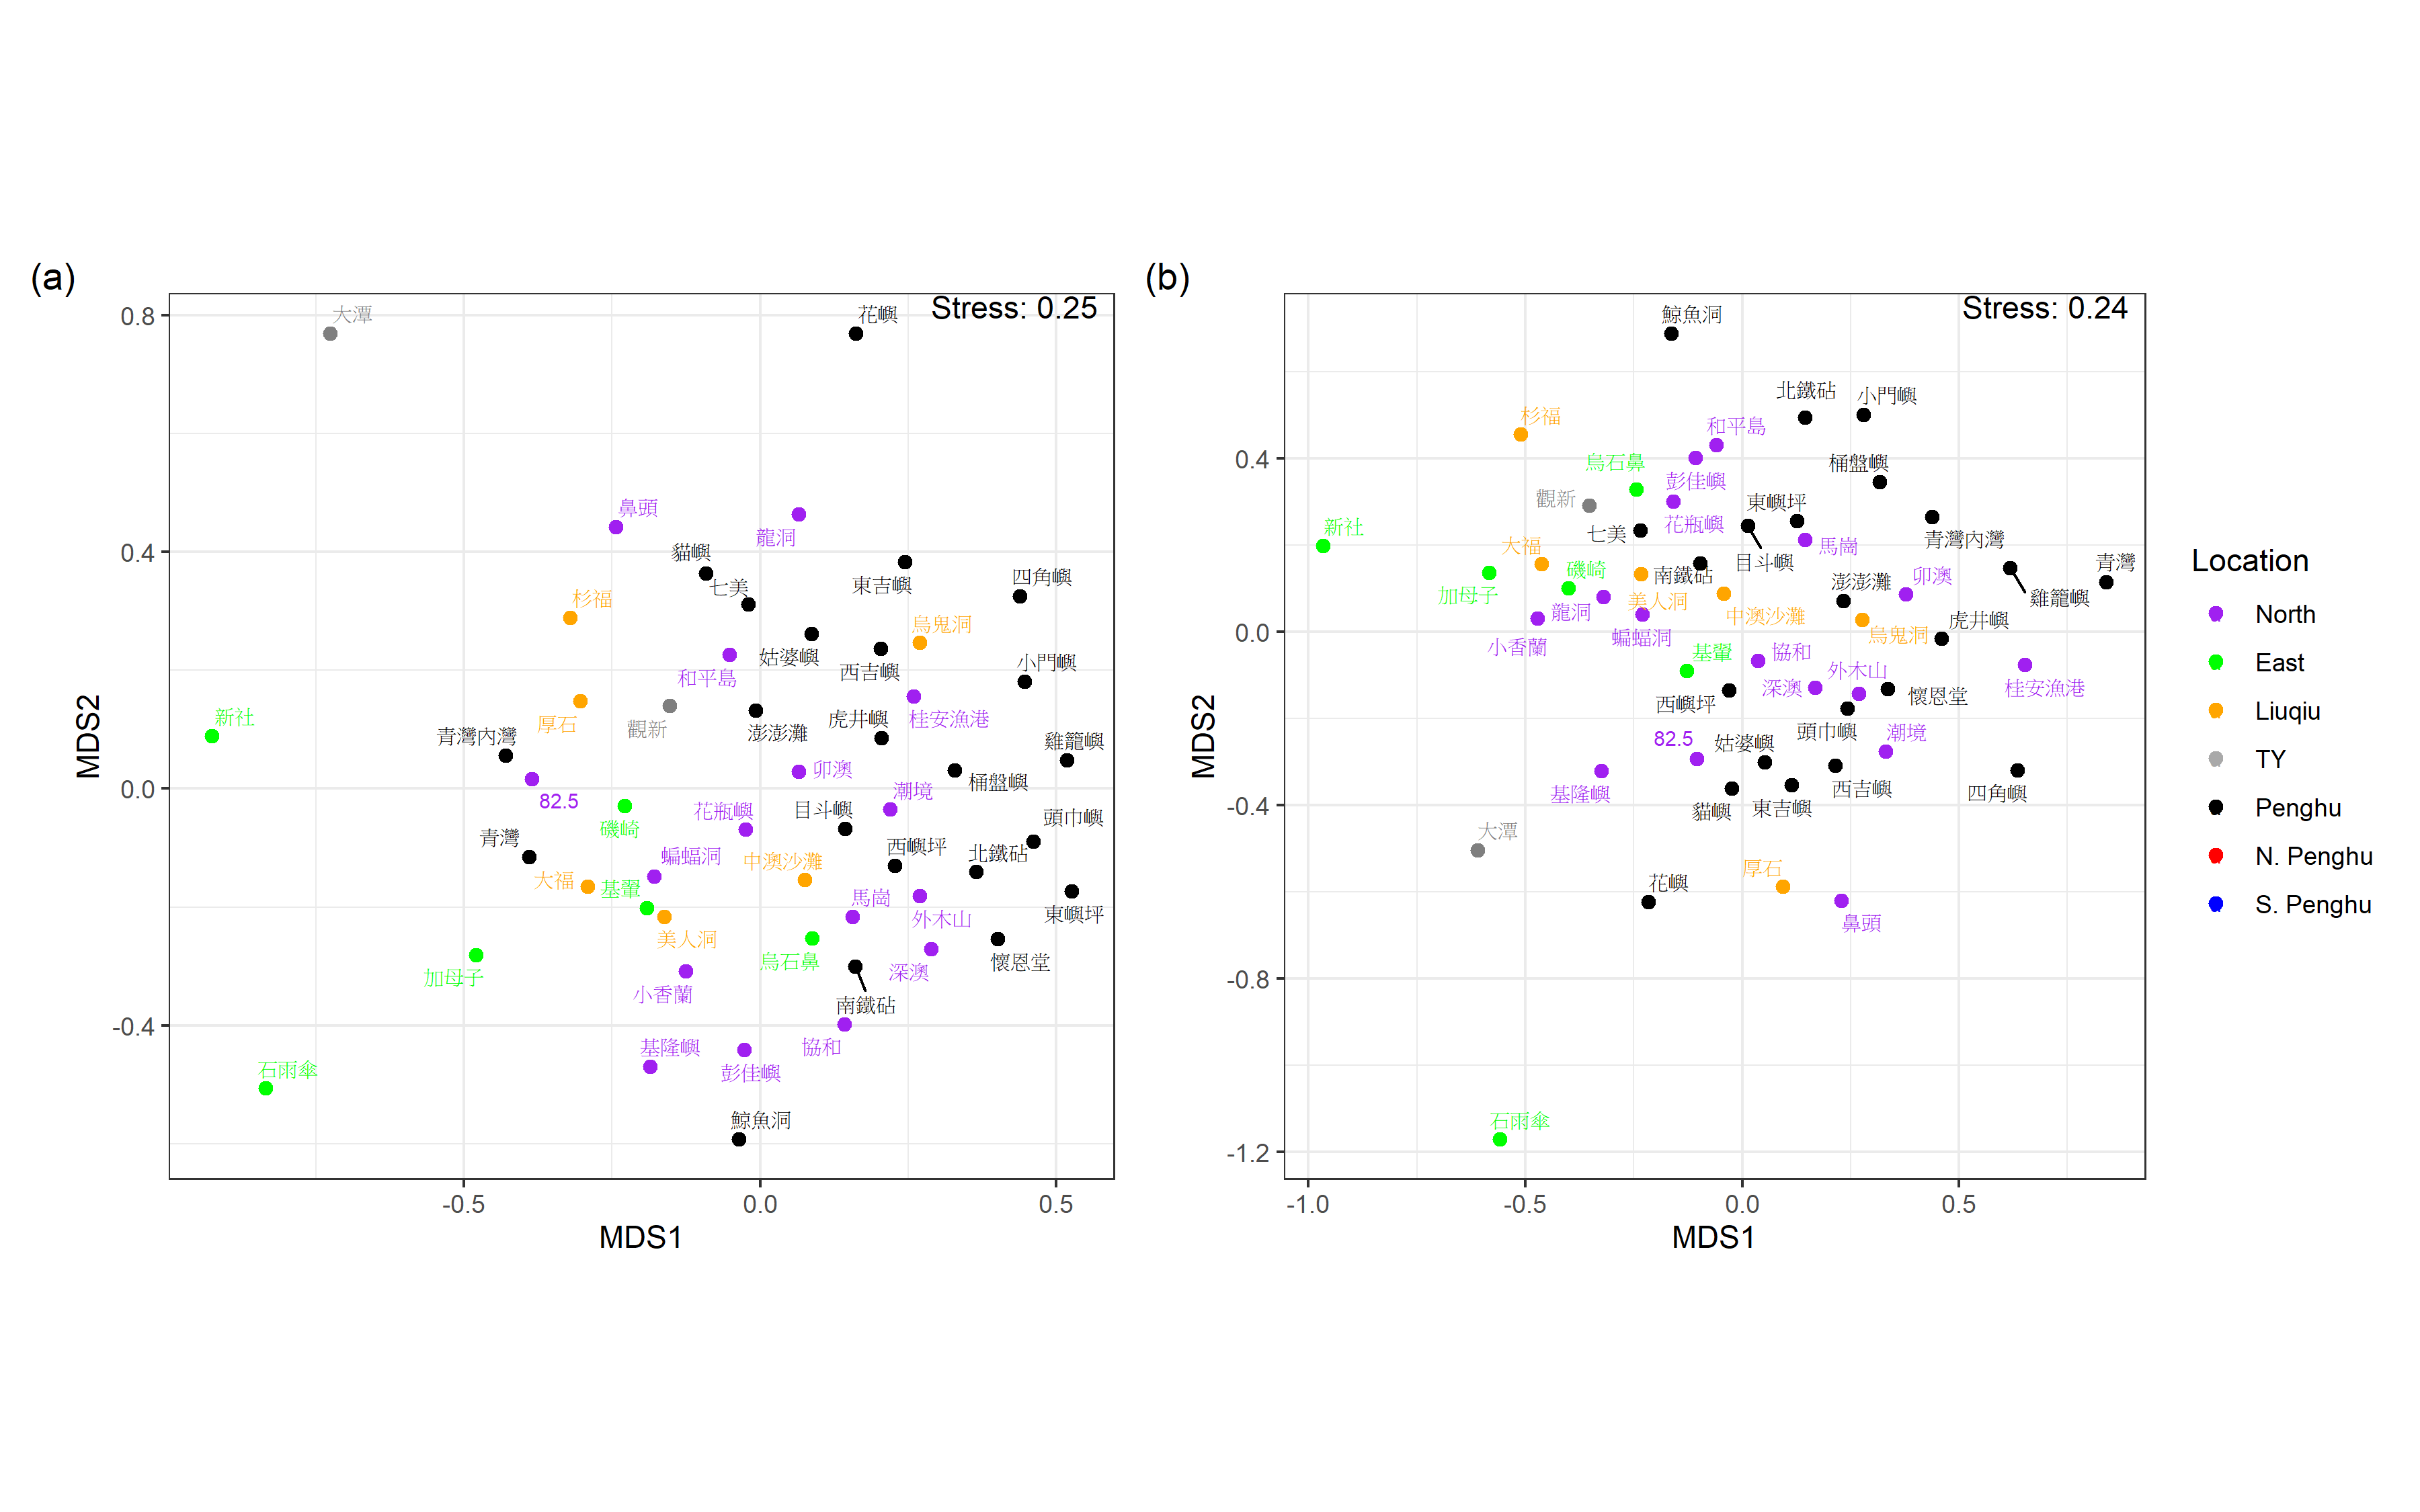 (a)
Stress: 0.25
大潭
花嶼
鼻頭
龍洞
貓嶼
七美
東吉嶼
四角嶼
杉福
烏鬼洞
姑婆嶼
西吉嶼
小門嶼
和平島
厚石
觀新
澎澎灘
虎井嶼
桂安漁港
新社
青灣內灣
雞籠嶼
82.5
卯澳
桶盤嶼
花瓶嶼
目斗嶼
潮境
頭巾嶼
磯崎
青灣
蝙蝠洞
中澳沙灘
西嶼坪
北鐵砧
大福
基翬
馬崗
外木山
東嶼坪
美人洞
烏石鼻
深澳
懷恩堂
加母子
小香蘭
南鐵砧
基隆嶼
彭佳嶼
協和
石雨傘
鯨魚洞
0.8
0.4
0.0
-0.4
MDS2
-0.5
0.0
0.5
MDS1
(b)
Stress: 0.24
鯨魚洞
北鐵砧
小門嶼
杉福
和平島
烏石鼻
彭佳嶼
桶盤嶼
觀新
花瓶嶼
東嶼坪
七美
青灣內灣
新社
大福
磯崎
南鐵砧
目斗嶼
馬崗
青灣
加母子
澎澎灘
卯澳
雞籠嶼
龍洞
美人洞
中澳沙灘
烏鬼洞
虎井嶼
小香蘭
蝙蝠洞
基翬
協和
外木山
深澳
桂安漁港
西嶼坪
懷恩堂
頭巾嶼
潮境
82.5
姑婆嶼
基隆嶼
貓嶼
東吉嶼
西吉嶼
四角嶼
大潭
花嶼
厚石
鼻頭
石雨傘
0.4
0.0
-0.4
-0.8
-1.2
MDS2
-1.0
-0.5
0.0
0.5
MDS1
Location
North
East
Liuqiu
TY
Penghu
N. Penghu
S. Penghu